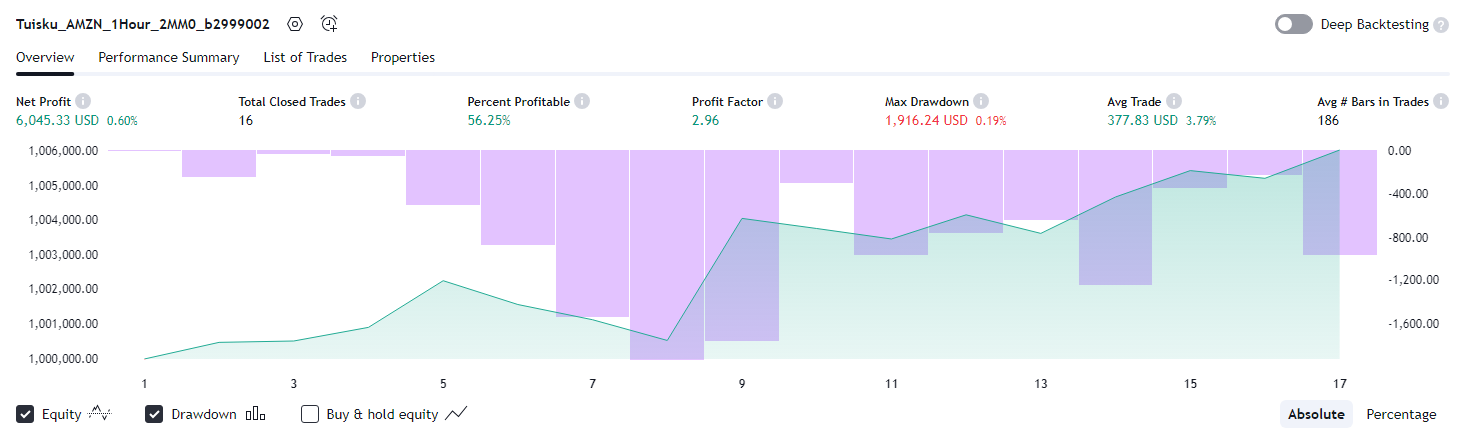 Tuisku_AMZN_1Hour_2MM0_b2999002 Deep Backtesting ?
Overview Performance Summary List of Trades Properties
Net Profit Total Closed Trades Percent Profitable Profit Factor Max Drawdown Avg Trade Avg # Bars in Trades
6,045.33 USD 0.60% 16 56.25% 2.96 1,916.24 USD 0.19% 377.83 USD 3.79% 186
1,006,000.00 0.00
1,005,000.00 -400.00
1,004,000.00 -800.00
1,003,000.00 -1,200.00
1,002,000.00 -1,600.00
1,001,000.00
1,000,000.00
1 3 5 7 9 11 13 15 17
Equity Drawdown Buy & hold equity Absolute Percentage